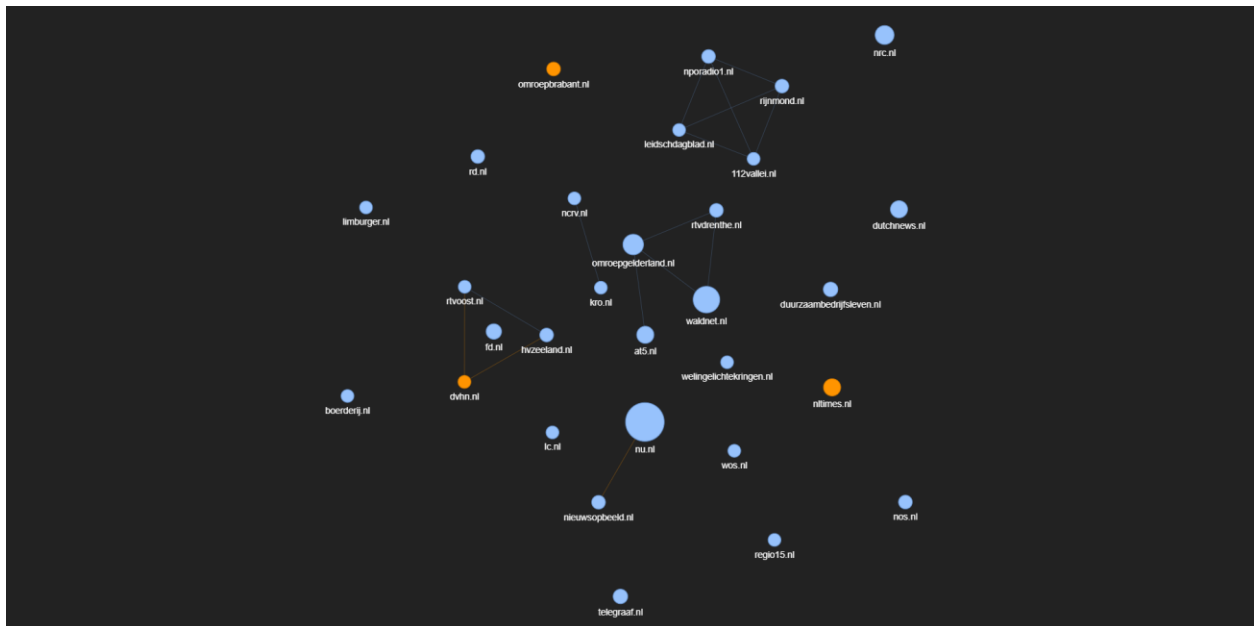 nrc.nl
omroepbrabant.nl
nporadio1.nl
rijnmond.nl
leidschdagblad.nl
rd.nl
112vallei.nl
ncrv.nl
limburger.nl
rtvdrenthe.nl
dutchnews.nl
omroepgelderland.nl
rtvoost.nl
kro.nl
duurzaambedrijfsleven.nl
waldnet.nl
fd.nl
hvzeeland.nl
at5.nl
welingelichtekringen.nl
dvhn.nl
nltimes.nl
boerderij.nl
lc.nl
nu.nl
wos.nl
nieuwsopbeeld.nl
nos.nl
regio15.nl
telegraaf.nl